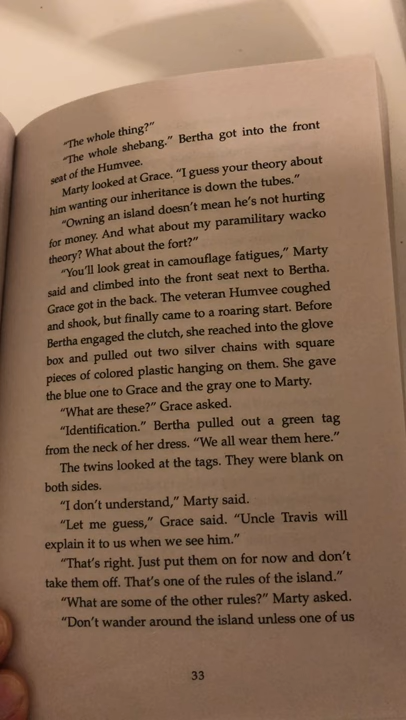 "The whole thing?"
"The whole shebang." Bertha got into the front
seat of the Humvee.
Marty looked at Grace. "I guess your theory about
him wanting our inheritance is down the tubes."
"Owning an island doesn't mean he's not hurting
for money. And what about my paramilitary wacko
theory? What about the fort?"
"You'll look great in camouflage fatigues," Marty
said and climbed into the front seat next to Bertha.
Grace got in the back. The veteran Humvee coughed
and shook, but finally came to a roaring start. Before
Bertha engaged the clutch, she reached into the glove
box and pulled out two silver chains with square
pieces of colored plastic hanging on them. She gave
the blue one to Grace and the gray one to Marty.
"What are these?" Grace asked.
"Identification." Bertha pulled out a green tag
from the neck of her dress. "We all wear them here."
The twins looked at the tags. They were blank on
both sides.
"I don't understand," Marty said.
"Let me guess," Grace said. "Uncle Travis will
explain it to us when we see him."
"That's right. Just put them on for now and don't
take them off. That's one of the rules of the island."
"What are some of the other rules?" Marty asked.
"Don't wander around the island unless one of us
33